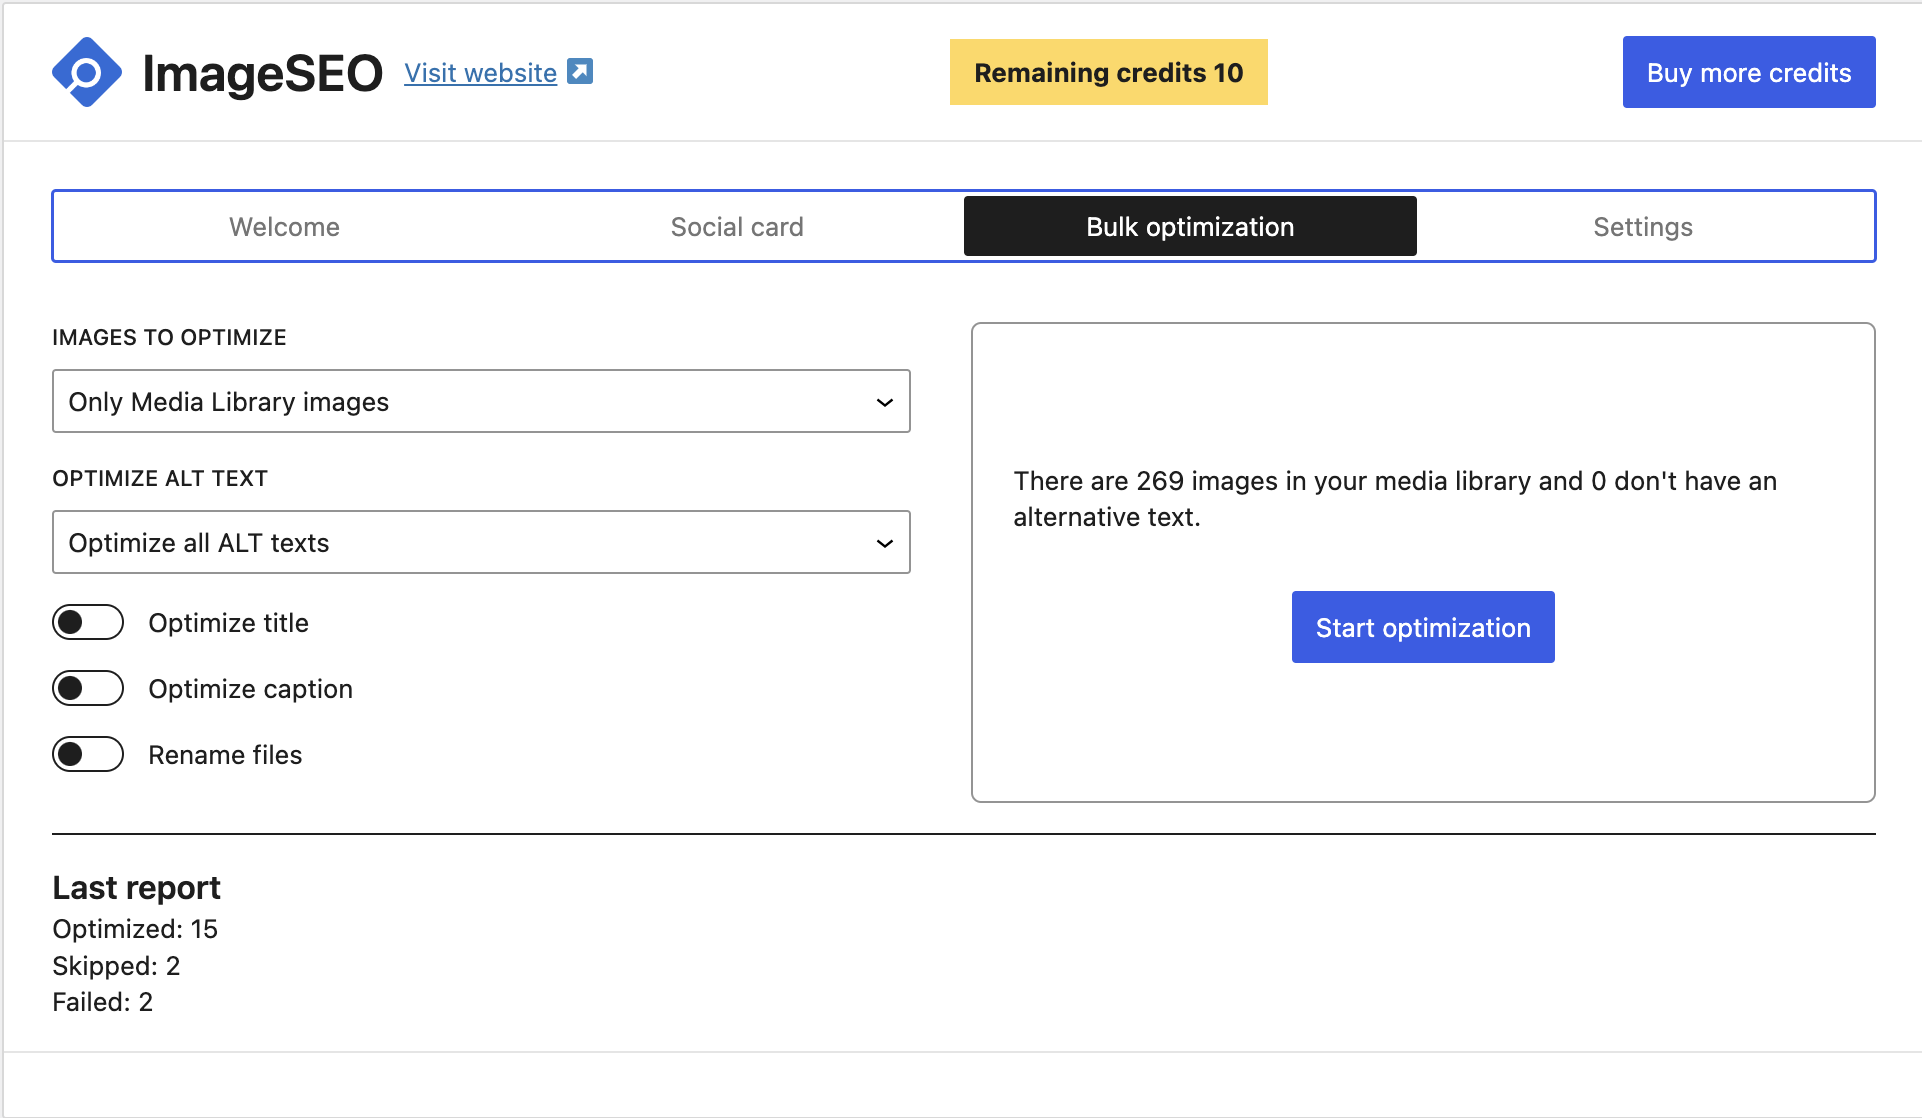 ImageSEO Visit website
Remaining credits 10
Buy more credits
Welcome
Social card
Bulk optimization
Settings
IMAGES TO OPTIMIZE
Only Media Library images
OPTIMIZE ALT TEXT
Optimize all ALT texts
Optimize title
Optimize caption
Rename files
There are 269 images in your media library and 0 don't have an
alternative text.
Start optimization
Last report
Optimized: 15
Skipped: 2
Failed: 2